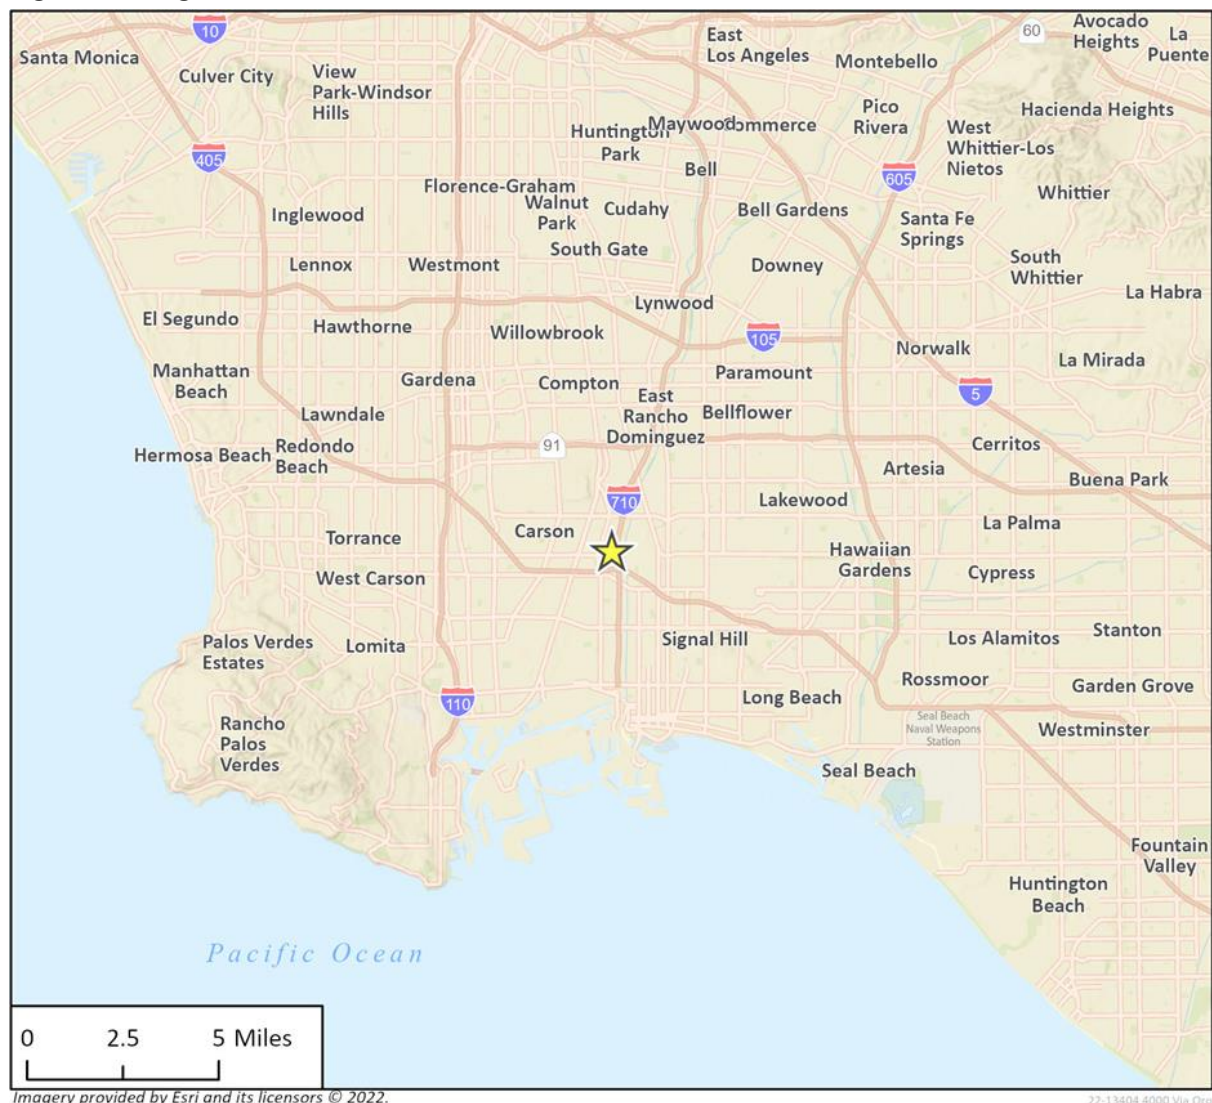 10
60
Avocado
Heights
La
Puente
East
Los Angeles
Santa Monica
Culver City
View
Park-Windsor
Hills
Montebello
Pico
Rivera
Hacienda Heights
Huntington
Park
Maywood
Commerce
West
Whittier-Los
Nietos
405
Bell
605
Florence-Graham
Walnut
Park
Cudahy
Bell Gardens
Whittier
Inglewood
Santa Fe
Springs
South Gate
Lennox
Westmont
Downey
South
Whittier
La Habra
El Segundo
Hawthorne
Willowbrook
Lynwood
105
Norwalk
La Mirada
Manhattan
Beach
Gardena
Compton
Paramount
5
East
Rancho
Dominguez
Bellflower
Lawndale
Hermosa Beach
Redondo
Beach
91
Cerritos
Artesia
Buena Park
710
Lakewood
Carson
La Palma
Torrance
West Carson
Hawaiian
Gardens
Cypress
Palos Verdes
Estates
Lomita
Signal Hill
Los Alamitos
Stanton
110
Long Beach
Rossmoor
Garden Grove
Rancho
Palos
Verdes
Seal Beach
Naval Weapons
Station
Westminster
Seal Beach
Fountain
Valley
Huntington
Beach
Pacific Ocean
0 2.5 5 Miles
Imagery provided by Esri and its licensors © 2022.
22-13404 4000 Via Oro